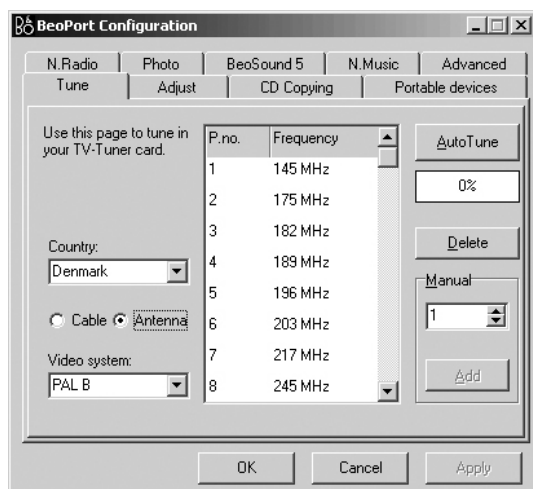 BeoPort Configuration
N.Radio
Photo
BeoSound 5
N.Music
Advanced
Tune
Adjust
CD Copying
Portable devices
Use this page to tune in
your TV-Tuner card.
Country:
Denmark
Cable
Antenna
Video system:
PAL B
P.no. Frequency
1 145 MHz
2 175 MHz
3 182 MHz
4 189 MHz
5 196 MHz
6 203 MHz
7 217 MHz
8 245 MHz
AutoTune
0%
Delete
Manual
1
Add
OK
Cancel
Apply